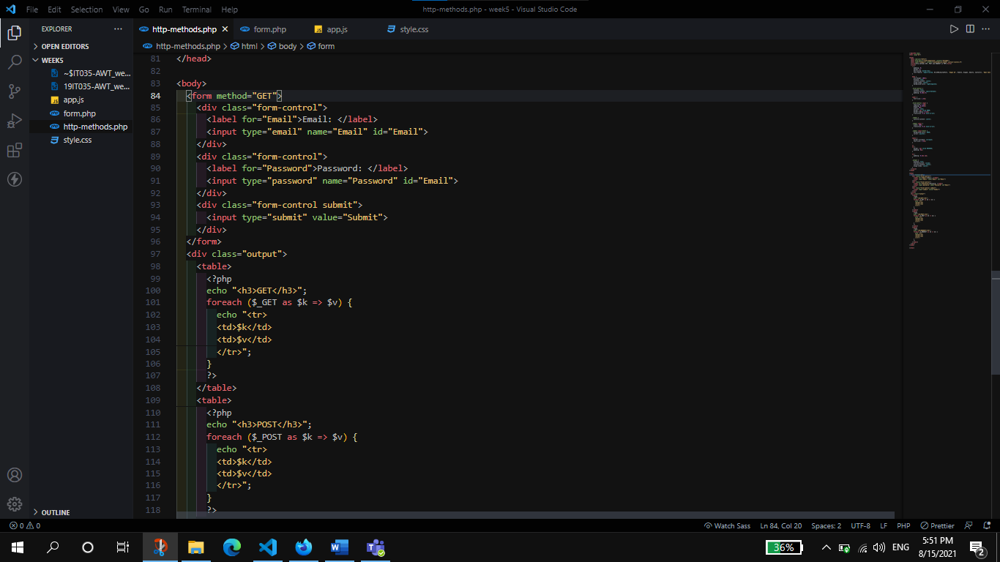 File Edit Selection View Go Run Terminal Help
http-methods.php - week5 - Visual Studio Code
EXPLORER
http-methods.php
form.php
app.js
style.css
OPEN EDITORS
http-methods.php > html > body > form
WEEK5
~$IT035-AWT_we...
19IT035-AWT_we...
app.js
form.php
http-methods.php
style.css
OUTLINE
81 </head>
82
83 <body>
84 <form method="GET">
85 <div class="form-control">
86 <label for="Email">Email: </label>
87 <input type="email" name="Email" id="Email">
88 </div>
89 <div class="form-control">
90 <label for="Password">Password: </label>
91 <input type="password" name="Password" id="Email">
92 </div>
93 <div class="form-control submit">
94 <input type="submit" value="Submit">
95 </div>
96 </form>
97 <div class="output">
98 <table>
99 <?php
100 echo "<h3>GET</h3>";
101 foreach ($_GET as $k => $v) {
102 echo "<tr>
103 <td>$k</td>
104 <td>$v</td>
105 </tr>";
106 }
107 ?>
108 </table>
109 <table>
110 <?php
111 echo "<h3>POST</h3>";
112 foreach ($_POST as $k => $v) {
113 echo "<tr>
114 <td>$k</td>
115 <td>$v</td>
116 </tr>";
117 }
118 ?>
0 0
Watch Sass Ln 84, Col 20 Spaces: 2 UTF-8 LF PHP Prettier
36%
ENG
5:51 PM
8/15/2021
2